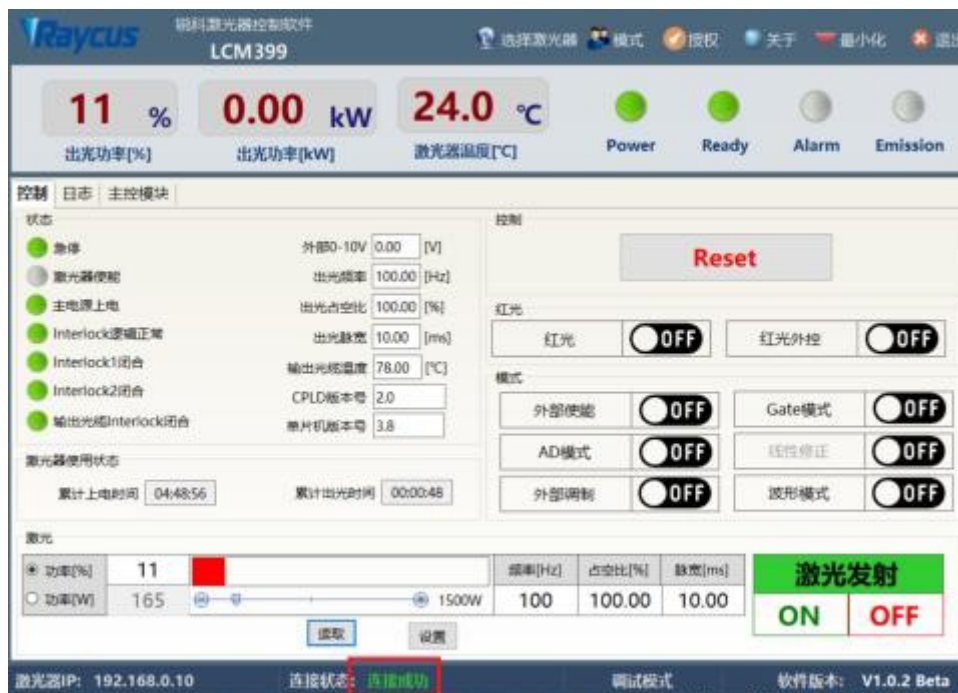 Raycus
锐科激光器控制软件
LCM399
选择激光器 模式 授权 关于 最小化
11 %
出光功率[%]
0.00 kW
出光功率[kW]
24.0 ℃
激光器温度[℃]
Power Ready Alarm Emission
控制 日志 主控模块
状态
急停
激光器使能
主电源上电
Interlock逻辑正常
Interlock1闭合
Interlock2闭合
输出光缆Interlock闭合
外部0-10V 0.00 [V]
出光频率 100.00 [Hz]
出光占空比 100.00 [%]
出光脉宽 10.00 [ms]
输出光缆温度 78.00 [℃]
CPLD版本号 2.0
单片机版本号 3.8
激光器使用状态
累计上电时间 04:48:56 累计出光时间 00:00:48
控制
Reset
红光
红光 OFF 红光外控 OFF
模式
外部使能 OFF Gate模式 OFF
AD模式 OFF 线性修正 OFF
外部调制 OFF 波形模式 OFF
激光
功率[%] 11
功率[W] 165 1500W
读取 设置
频率[Hz] 占空比[%] 脉宽[ms]
100 100.00 10.00
激光发射
ON OFF
激光器IP: 192.168.0.10 连接状态: 连接成功 调试模式 软件版本: V1.0.2 Beta